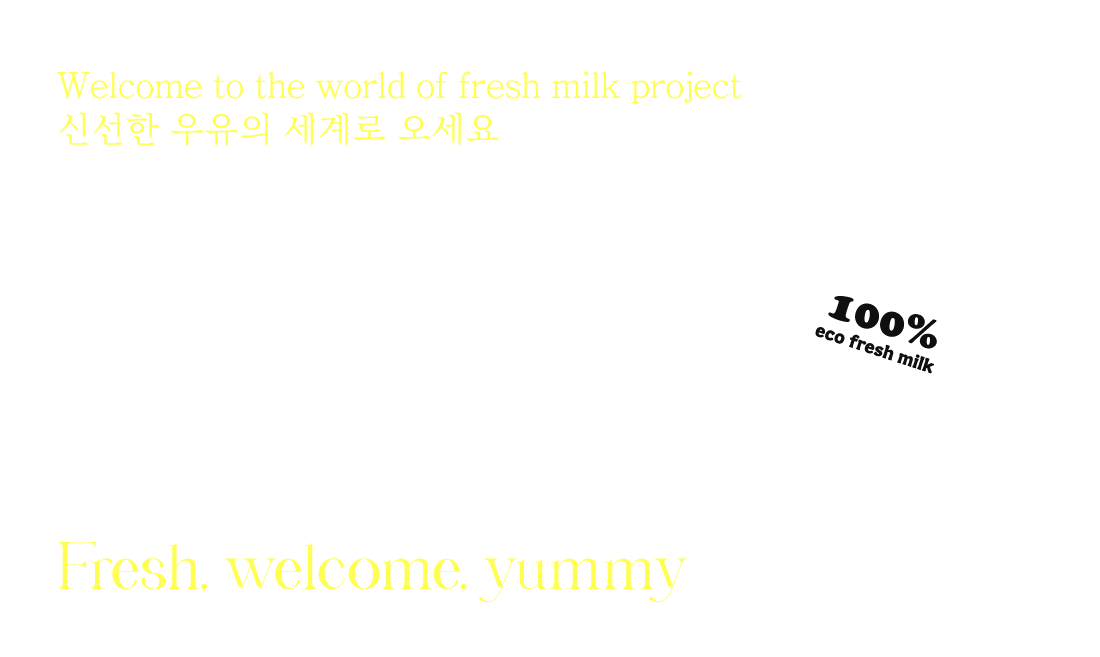 Welcome to the world of fresh milk project
신선한 우유의 세계로 오세요
100%
eco fresh milk
Fresh, welcome, yummy